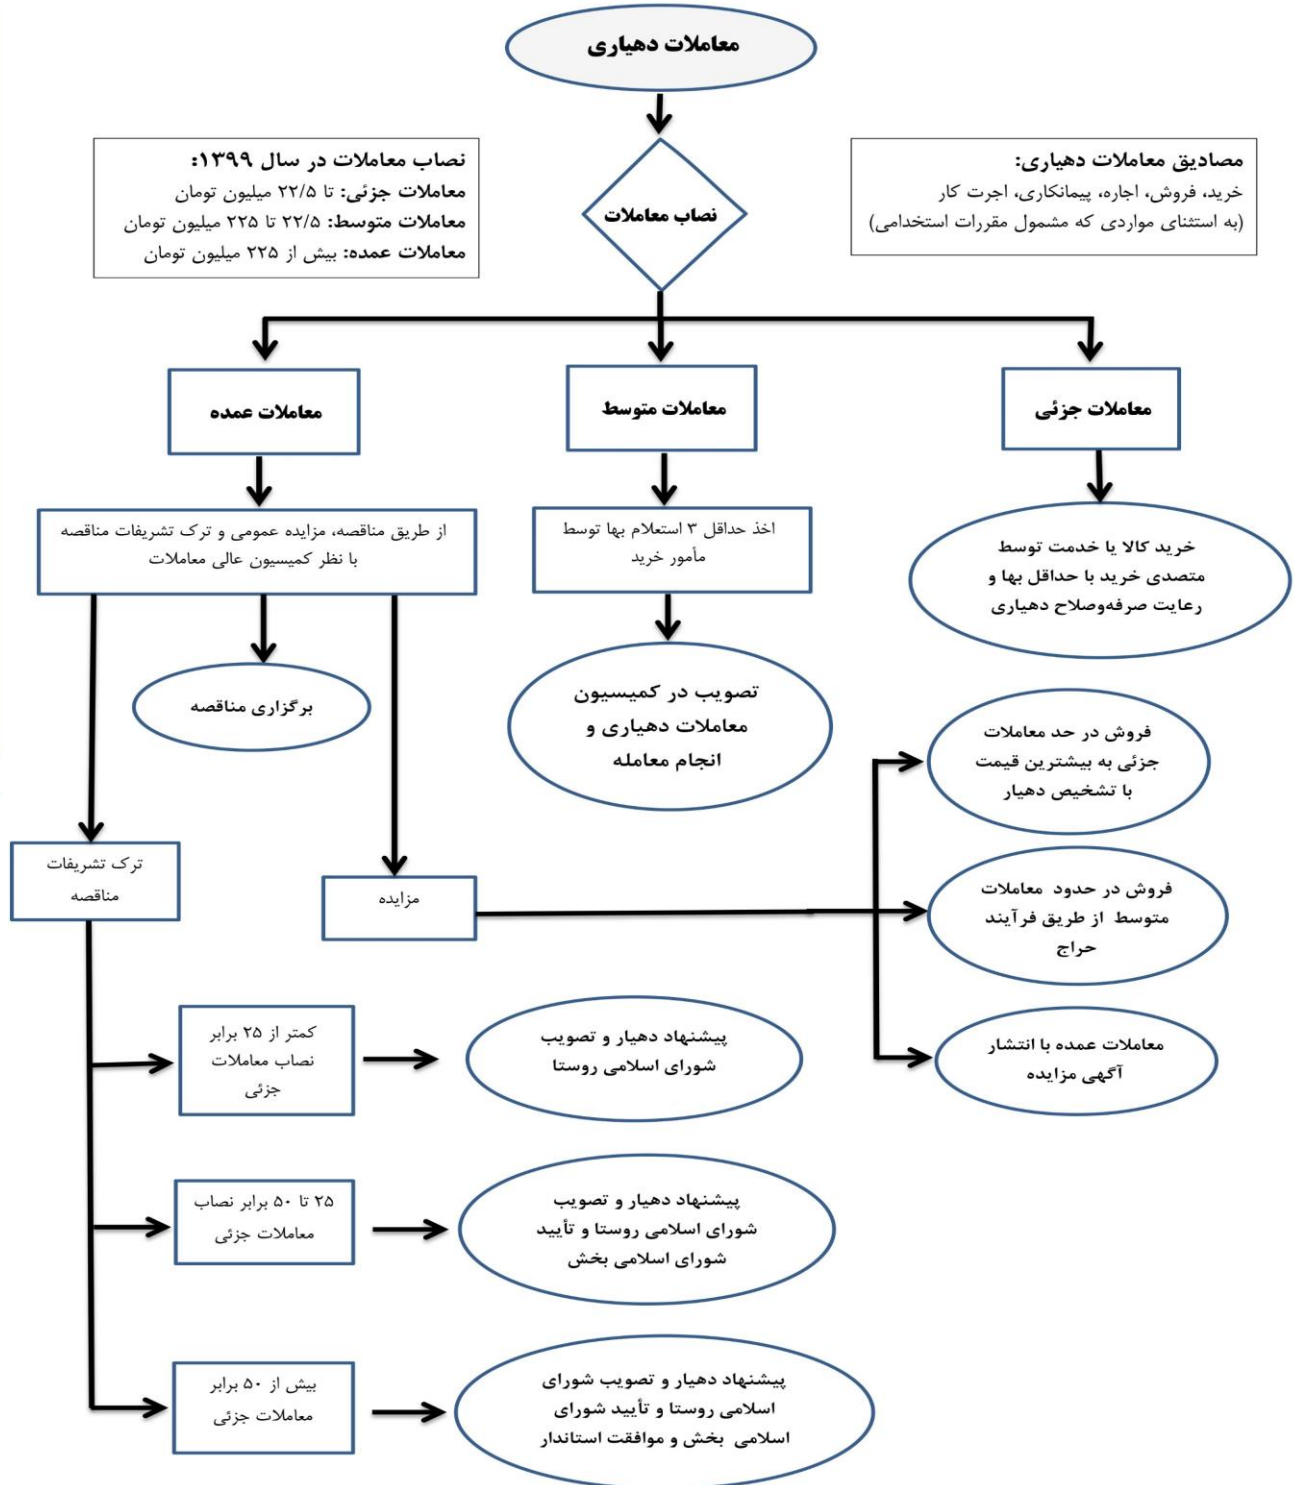 معاملات دهیاری
مصادیق معاملات دهیاری:
خرید، فروش، اجاره، پیمانکاری، اجرت کار
(به استثنای مواردی که مشمول مقررات استخدامی)
نصاب معاملات
نصاب معاملات در سال ۱۳۹۹:
معاملات جزئی: تا ۲۲/۵ میلیون تومان
معاملات متوسط: ۲۲/۵ تا ۲۲۵ میلیون تومان
معاملات عمده: بیش از ۲۲۵ میلیون تومان
معاملات جزئی
معاملات متوسط
معاملات عمده
خرید کالا یا خدمت توسط
متصدی خرید با حداقل بها و
رعایت صرفه‌وصلاح دهیاری
اخذ حداقل ۳ استعلام بها توسط
مأمور خرید
از طریق مناقصه، مزایده عمومی و ترک تشریفات مناقصه
با نظر کمیسیون عالی معاملات
تصویب در کمیسیون
معاملات دهیاری و
انجام معامله
برگزاری مناقصه
فروش در حد معاملات
جزئی به بیشترین قیمت
با تشخیص دهیار
مزایده
ترک تشریفات
مناقصه
فروش در حدود معاملات
متوسط از طریق فرآیند
حراج
معاملات عمده با انتشار
آگهی مزایده
کمتر از ۲۵ برابر
نصاب معاملات
جزئی
پیشنهاد دهیار و تصویب
شورای اسلامی روستا
۲۵ تا ۵۰ برابر نصاب
معاملات جزئی
پیشنهاد دهیار و تصویب
شورای اسلامی روستا و تأیید
شورای اسلامی بخش
بیش از ۵۰ برابر
معاملات جزئی
پیشنهاد دهیار و تصویب شورای
اسلامی روستا و تأیید شورای
اسلامی بخش و موافقت استاندار